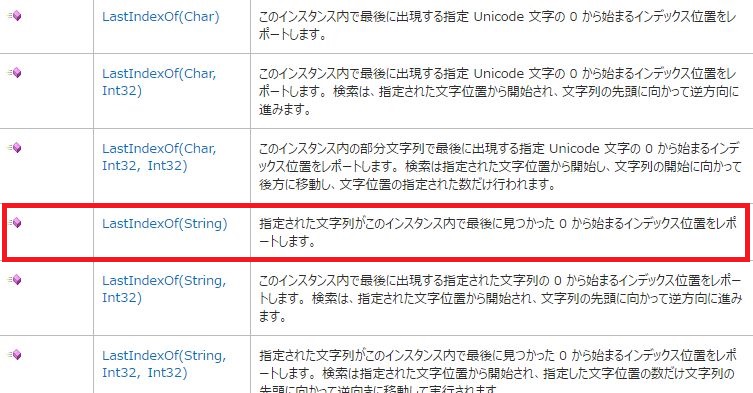 LastIndexOf(Char)
このインスタンス内で最後に出現する指定 Unicode 文字の 0 から始まるインデックス位置をレ
ポートします。
LastIndexOf(Char,
Int32)
このインスタンス内で最後に出現する指定 Unicode 文字の 0 から始まるインデックス位置をレ
ポートします。 検索は、指定された文字位置から開始され、文字列の先頭に向かって逆方向に
進みます。
LastIndexOf(Char,
Int32, Int32)
このインスタンス内の部分文字列で最後に出現する指定 Unicode 文字の 0 から始まるインデ
ックス位置をレポートします。 検索は指定された文字位置から開始し、文字列の開始に向かって
後方に移動し、文字位置の指定された数だけ行われます。
LastIndexOf(String)
指定された文字列がこのインスタンス内で最後に見つかった 0 から始まるインデックス位置をレポ
ートします。
LastIndexOf(String,
Int32)
このインスタンス内で最後に出現する指定された文字列の 0 から始まるインデックス位置をレポー
トします。 検索は、指定された文字位置から開始され、文字列の先頭に向かって逆方向に進み
ます。
LastIndexOf(String,
Int32, Int32)
指定された文字列がこのインスタンス内で最後に見つかった 0 から始まるインデックス位置をレポ
ートします。 検索は指定された文字位置から開始され、指定した文字位置の数だけ文字列の
先頭に向かって逆向きに移動して実行されます